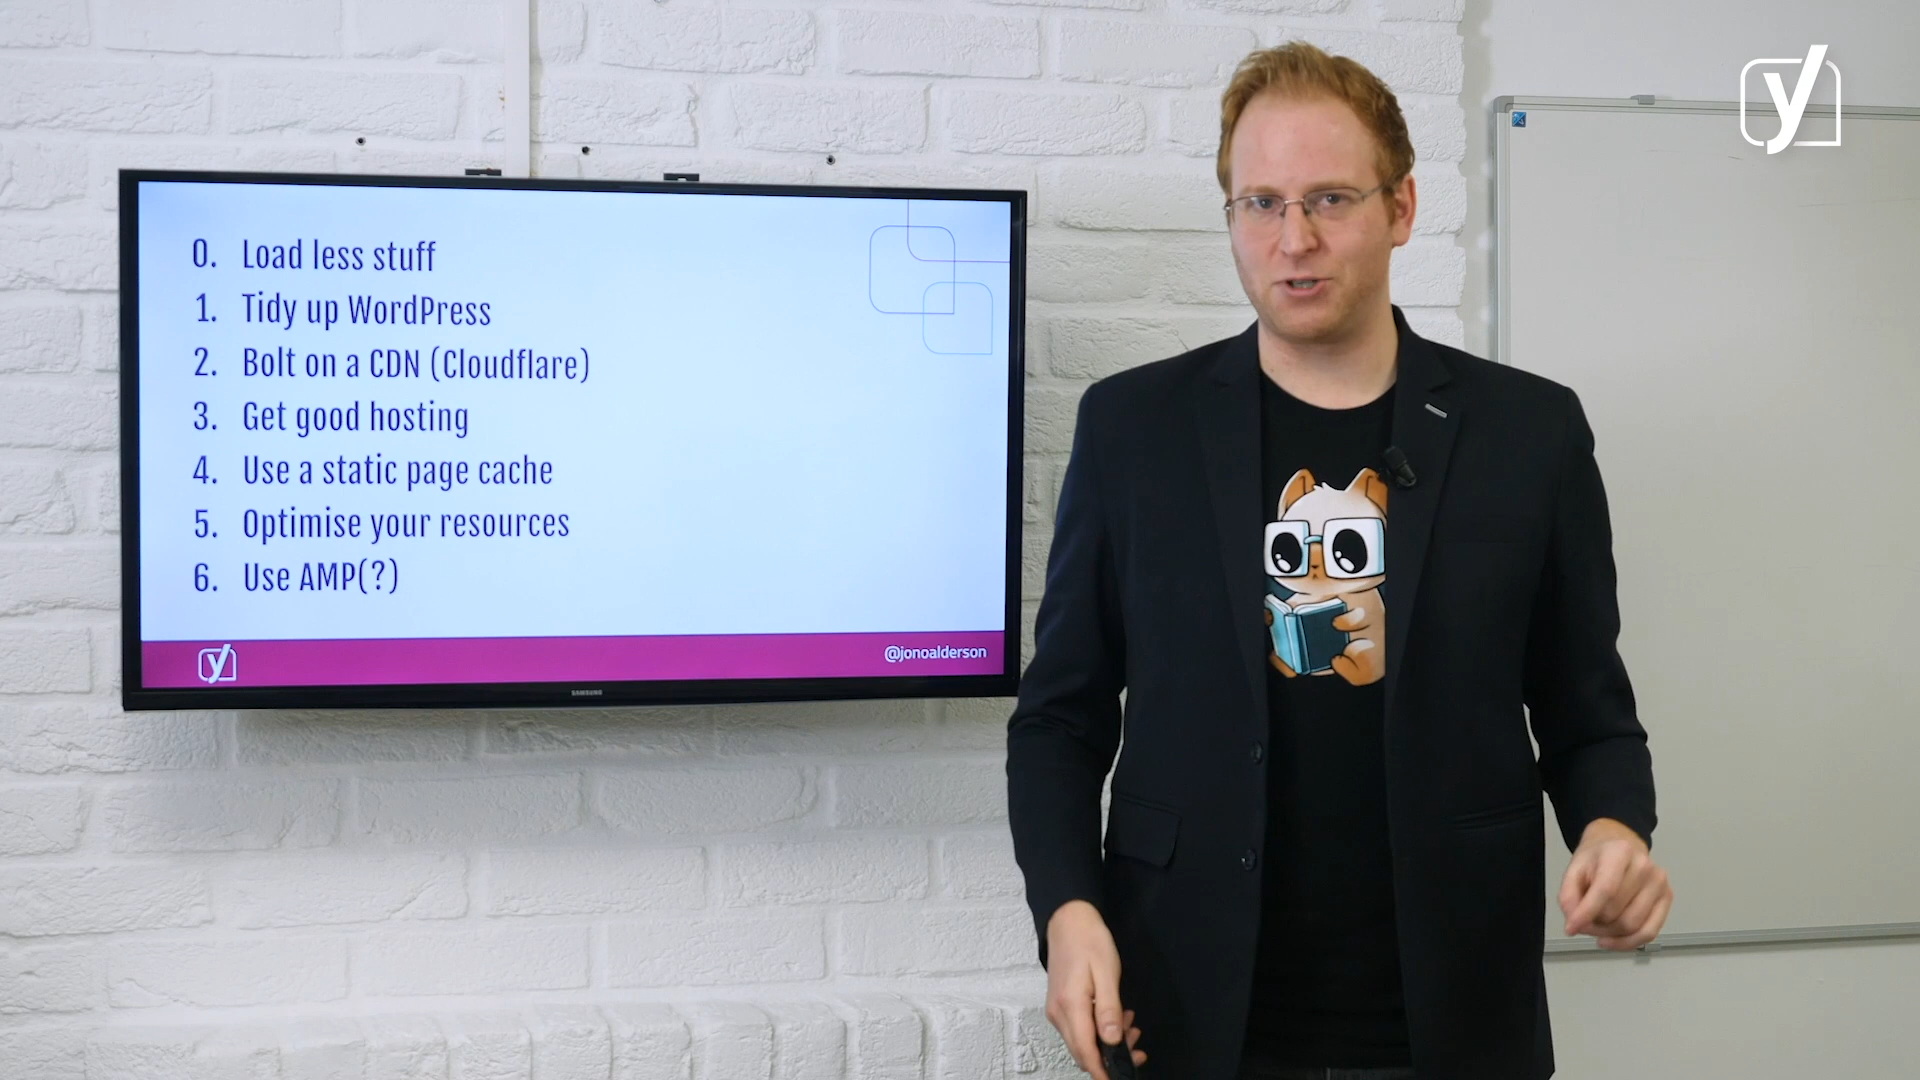 0. Load less stuff
1. Tidy up WordPress
2. Bolt on a CDN (Cloudflare)
3. Get good hosting
4. Use a static page cache
5. Optimise your resources
6. Use AMP(?)
y
@jonoalderson
SAMSUNG
y